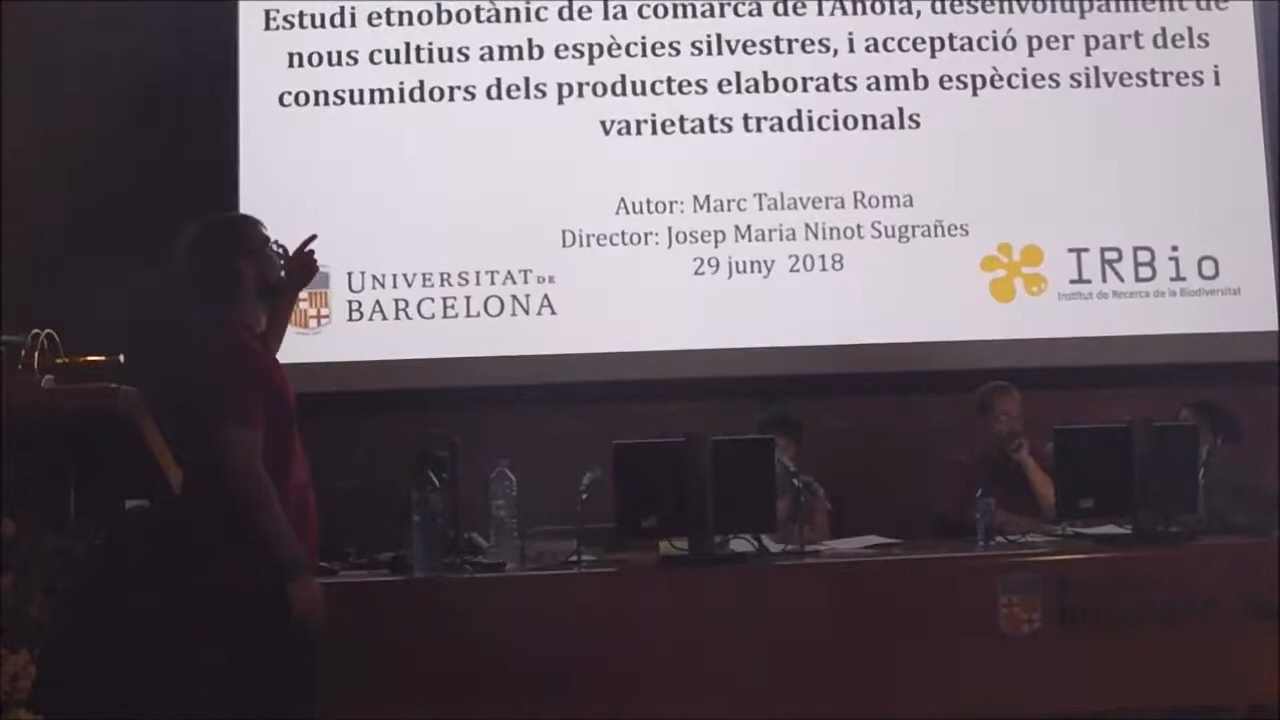 Estudi etnobotànic de la comarca de l'Anoia, desenvolupament de
nous cultius amb espècies silvestres, i acceptació per part dels
consumidors dels productes elaborats amb espècies silvestres i
varietats tradicionals
Autor: Marc Talavera Roma
Director: Josep Maria Ninot Sugrañes
29 juny 2018
UNIVERSITAT DE
BARCELONA
IRBio
Institut de Recerca de la Biodiversitat